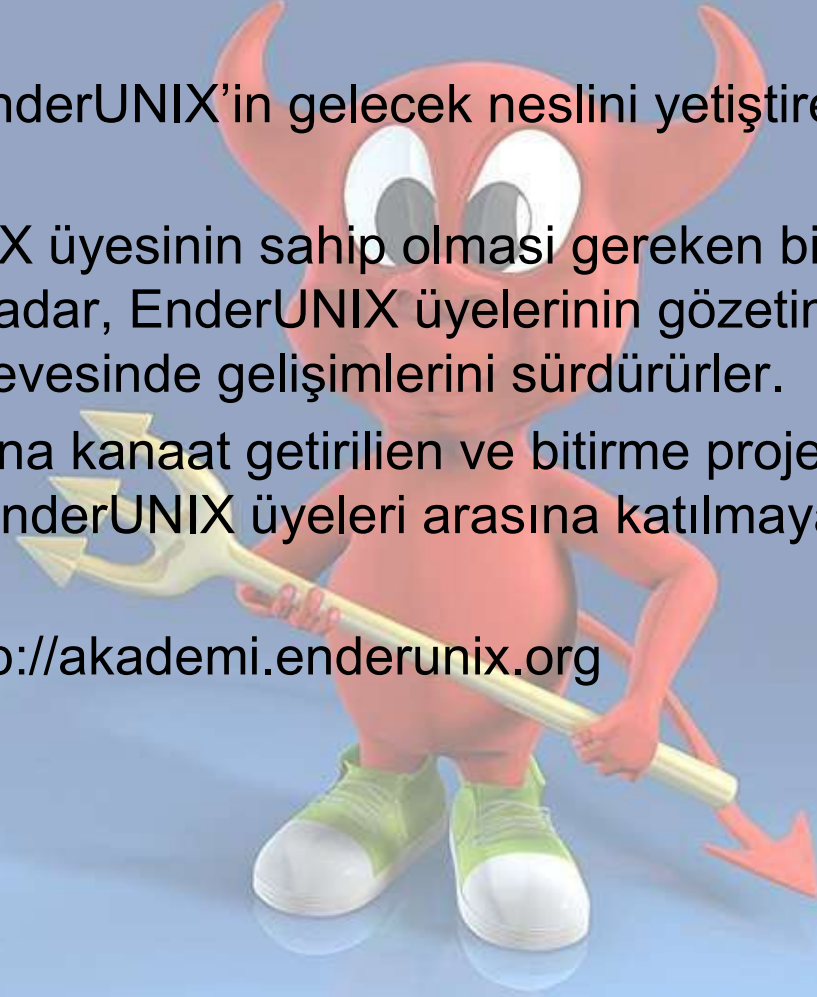 nderUNIX’in gelecek neslini yetiştire
X üyesinin sahip olmasi gereken bi
adar, EnderUNIX üyelerinin gözetin
evesinde gelişimlerini sürdürürler.
na kanaat getirilien ve bitirme proje
nderUNIX üyeleri arasına katılmaya
o://akademi.enderunix.org